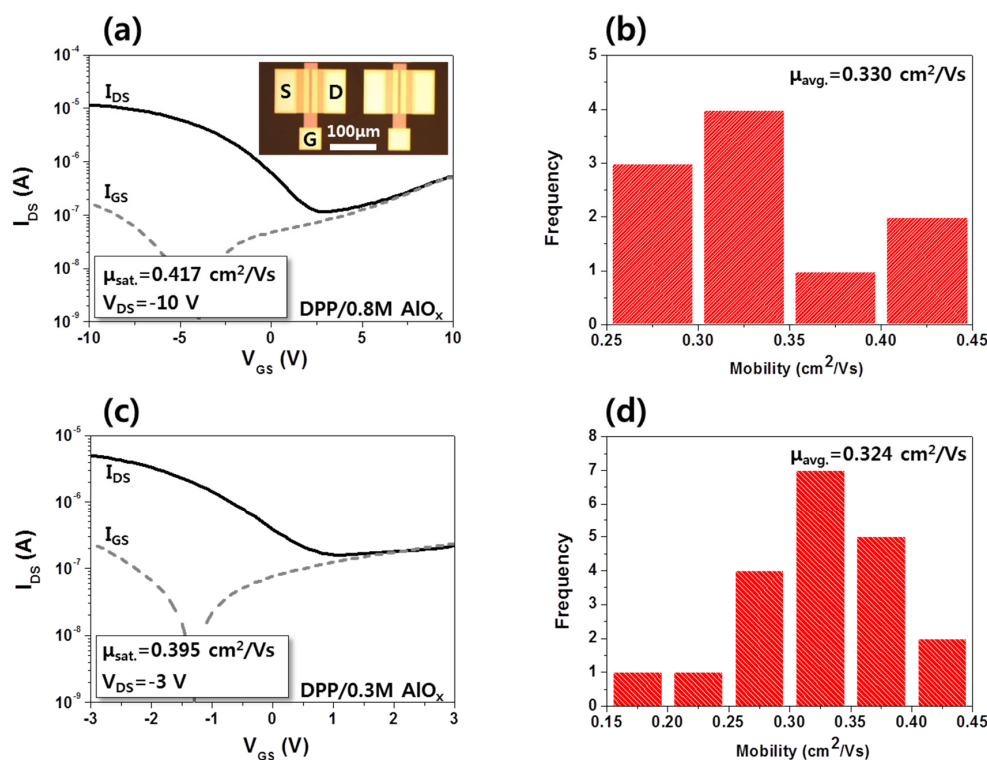 (a)
10⁻⁴
10⁻⁵
10⁻⁶
10⁻⁷
10⁻⁸
10⁻⁹
I_DS (A)
I_DS
I_GS
S D
G 100μm
μ_sat.=0.417 cm²/Vs
V_DS=-10 V
DPP/0.8M AlO_x
-10 -5 0 5 10
V_GS (V)
(b)
5
4
3
2
1
0
Frequency
μ_avg.=0.330 cm²/Vs
0.25 0.30 0.35 0.40 0.45
Mobility (cm²/Vs)
(c)
10⁻⁵
10⁻⁶
10⁻⁷
10⁻⁸
10⁻⁹
I_DS (A)
I_DS
I_GS
μ_sat.=0.395 cm²/Vs
V_DS=-3 V
DPP/0.3M AlO_x
-3 -2 -1 0 1 2 3
V_GS (V)
(d)
8
7
6
5
4
3
2
1
0
Frequency
μ_avg.=0.324 cm²/Vs
0.15 0.20 0.25 0.30 0.35 0.40 0.45
Mobility (cm²/Vs)